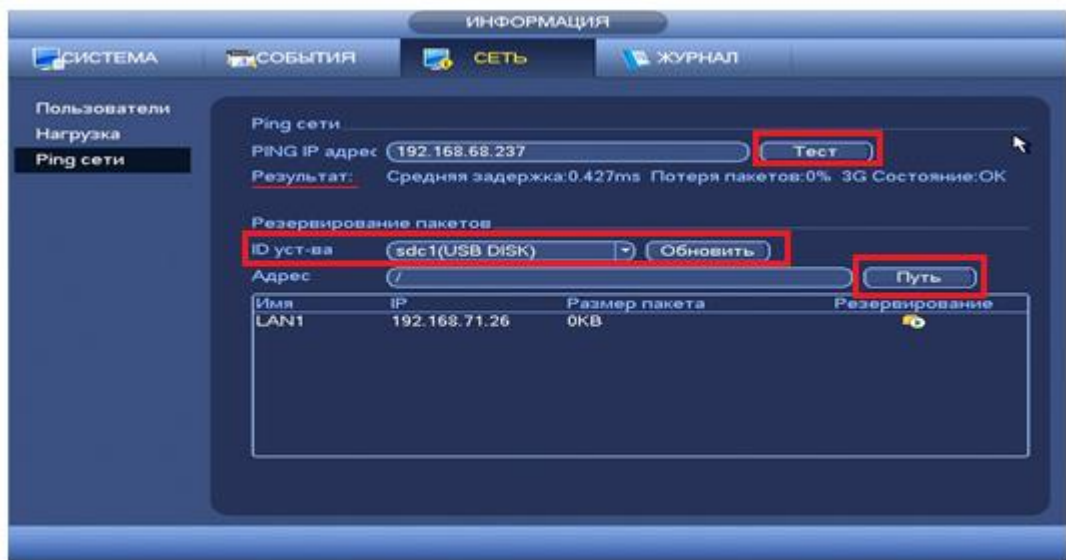 ИНФОРМАЦИЯ
СИСТЕМА СОБЫТИЯ СЕТЬ ЖУРНАЛ
Пользователи
Нагрузка
Ping сети
Ping сети
PING IP адрес 192.168.68.237 Тест
Результат: Средняя задержка:0.427ms Потеря пакетов:0% 3G Состояние:OK
Резервирование пакетов
ID уст-ва sdc1(USB DISK) Обновить
Адрес / Путь
Имя IP Размер пакета Резервирование
LAN1 192.168.71.26 0KB